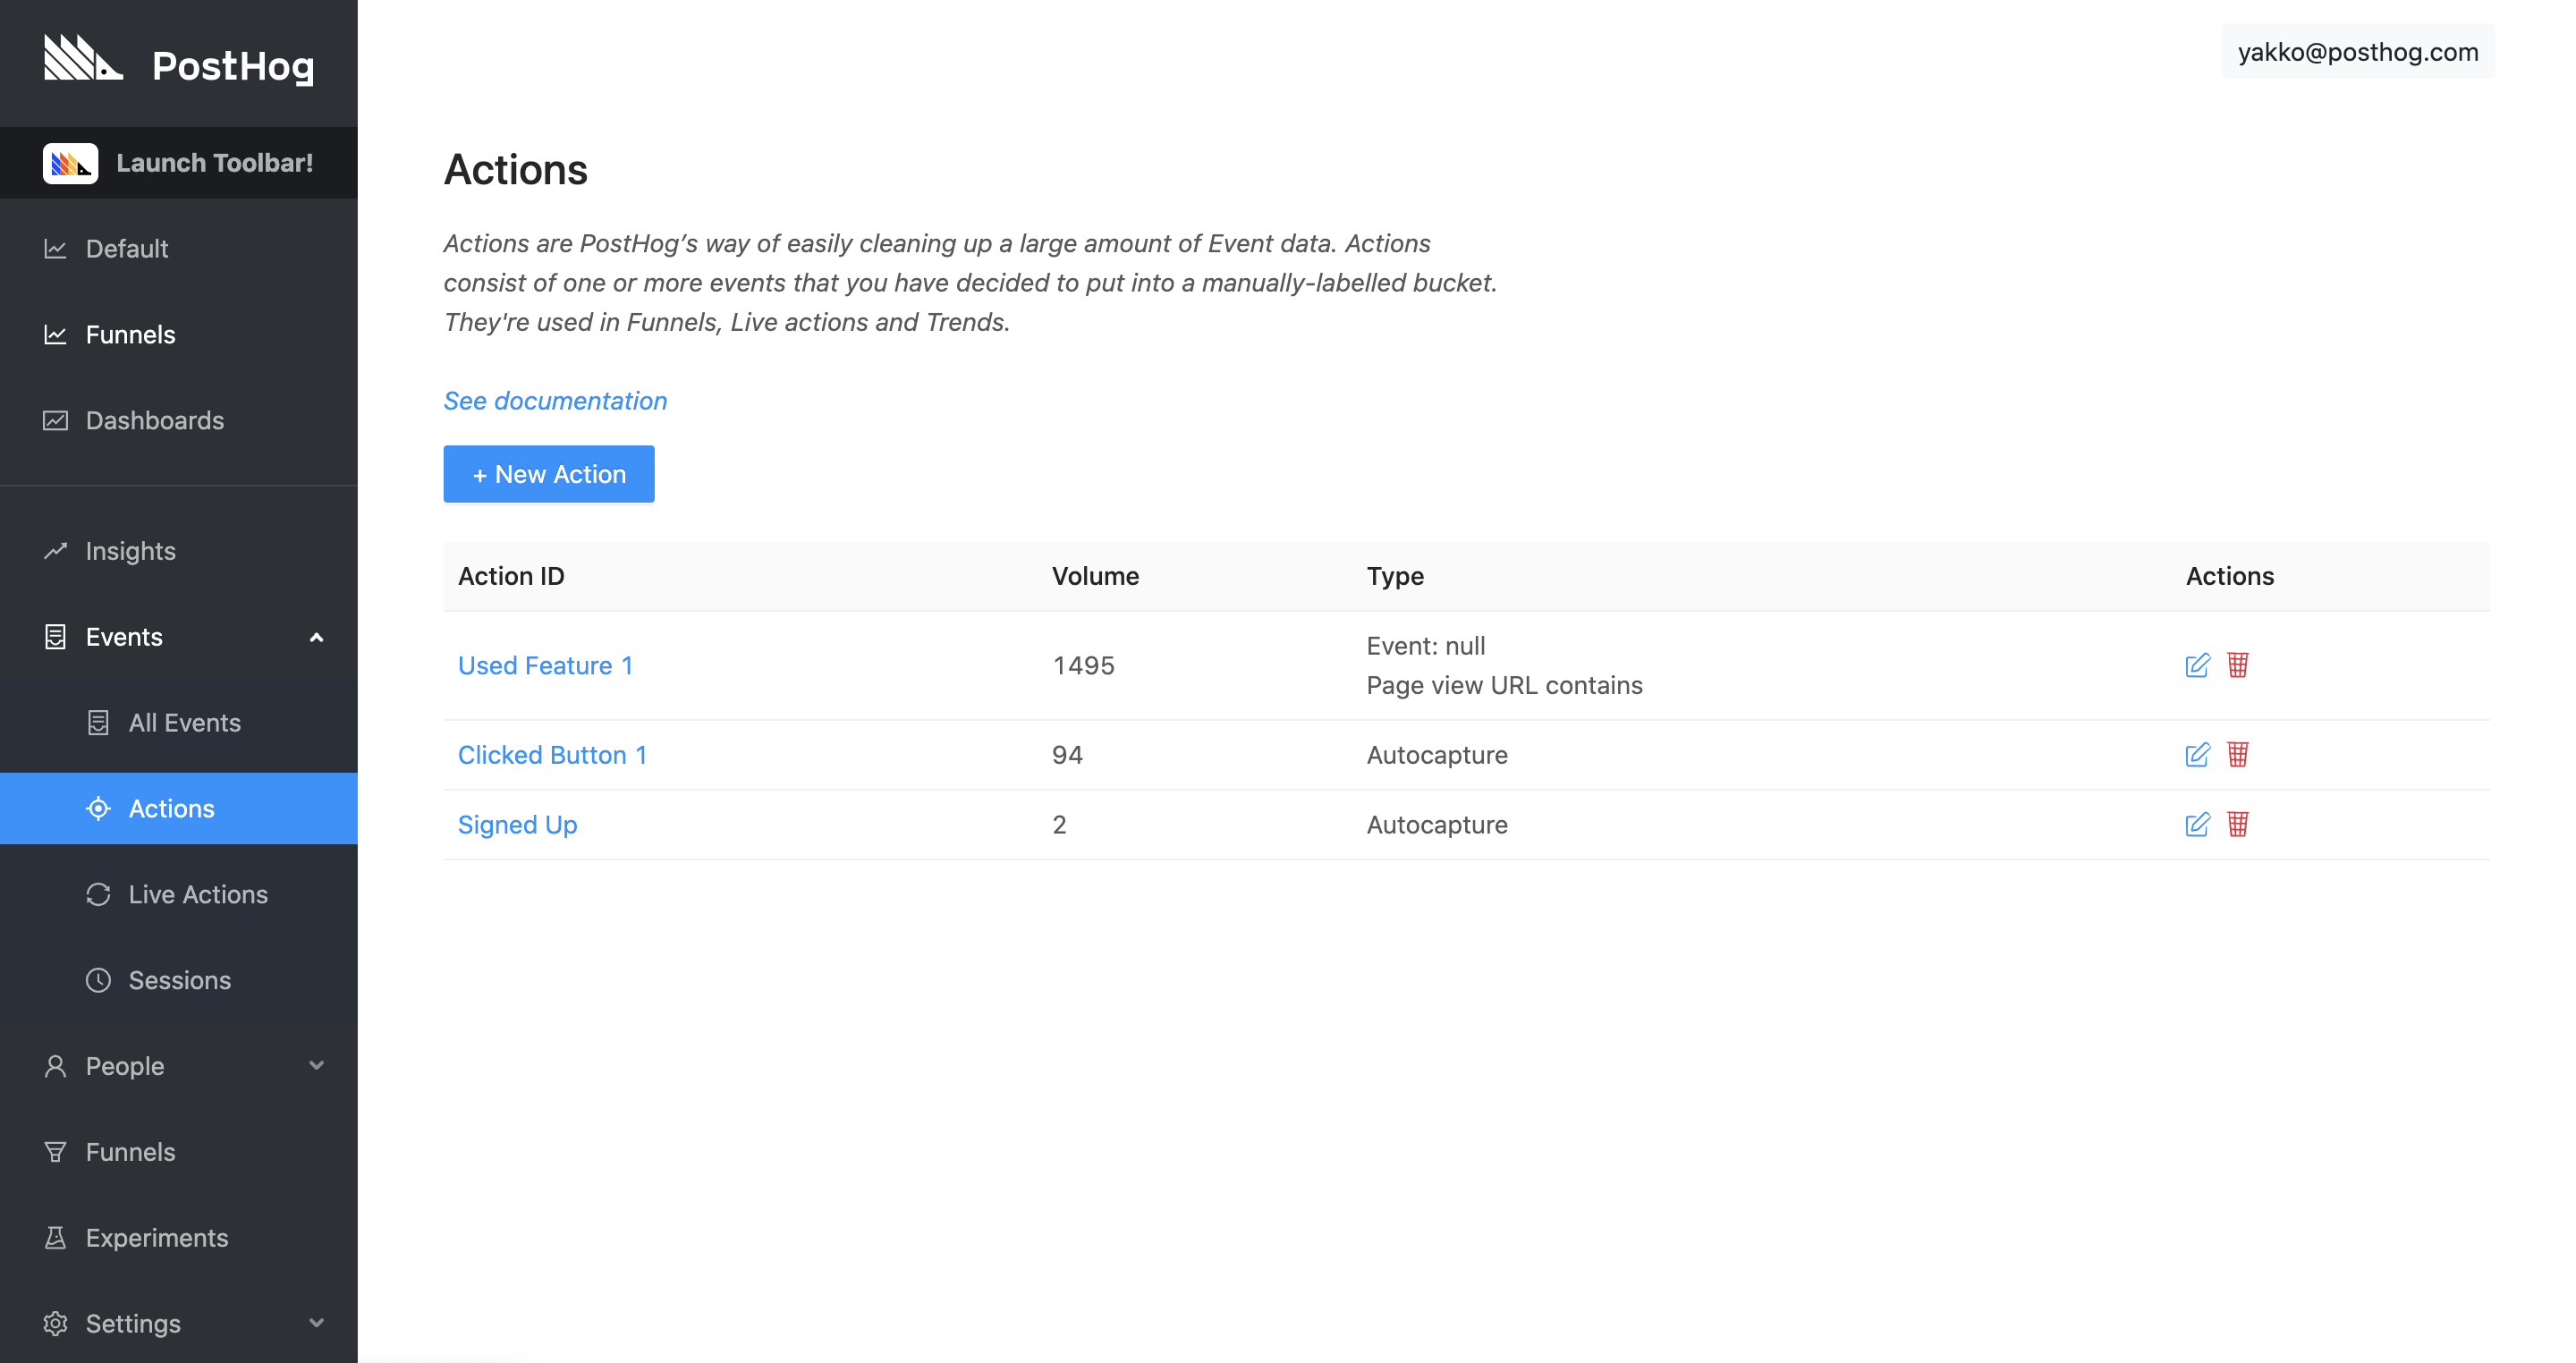 PostHog
Launch Toolbar!
Default
Funnels
Dashboards
Insights
Events
All Events
Actions
Live Actions
Sessions
People
Funnels
Experiments
Settings
yakko@posthog.com
Actions
Actions are PostHog’s way of easily cleaning up a large amount of Event data. Actions
consist of one or more events that you have decided to put into a manually-labelled bucket.
They're used in Funnels, Live actions and Trends.
See documentation
+ New Action
Action ID Volume Type Actions
Used Feature 1 1495 Event: null
Page view URL contains
Clicked Button 1 94 Autocapture
Signed Up 2 Autocapture